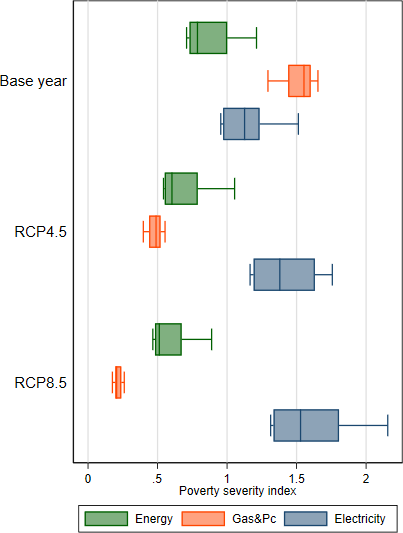 Base year
RCP4.5
RCP8.5
0 .5 1 1.5 2
Poverty severity index
Energy Gas&Pc Electricity